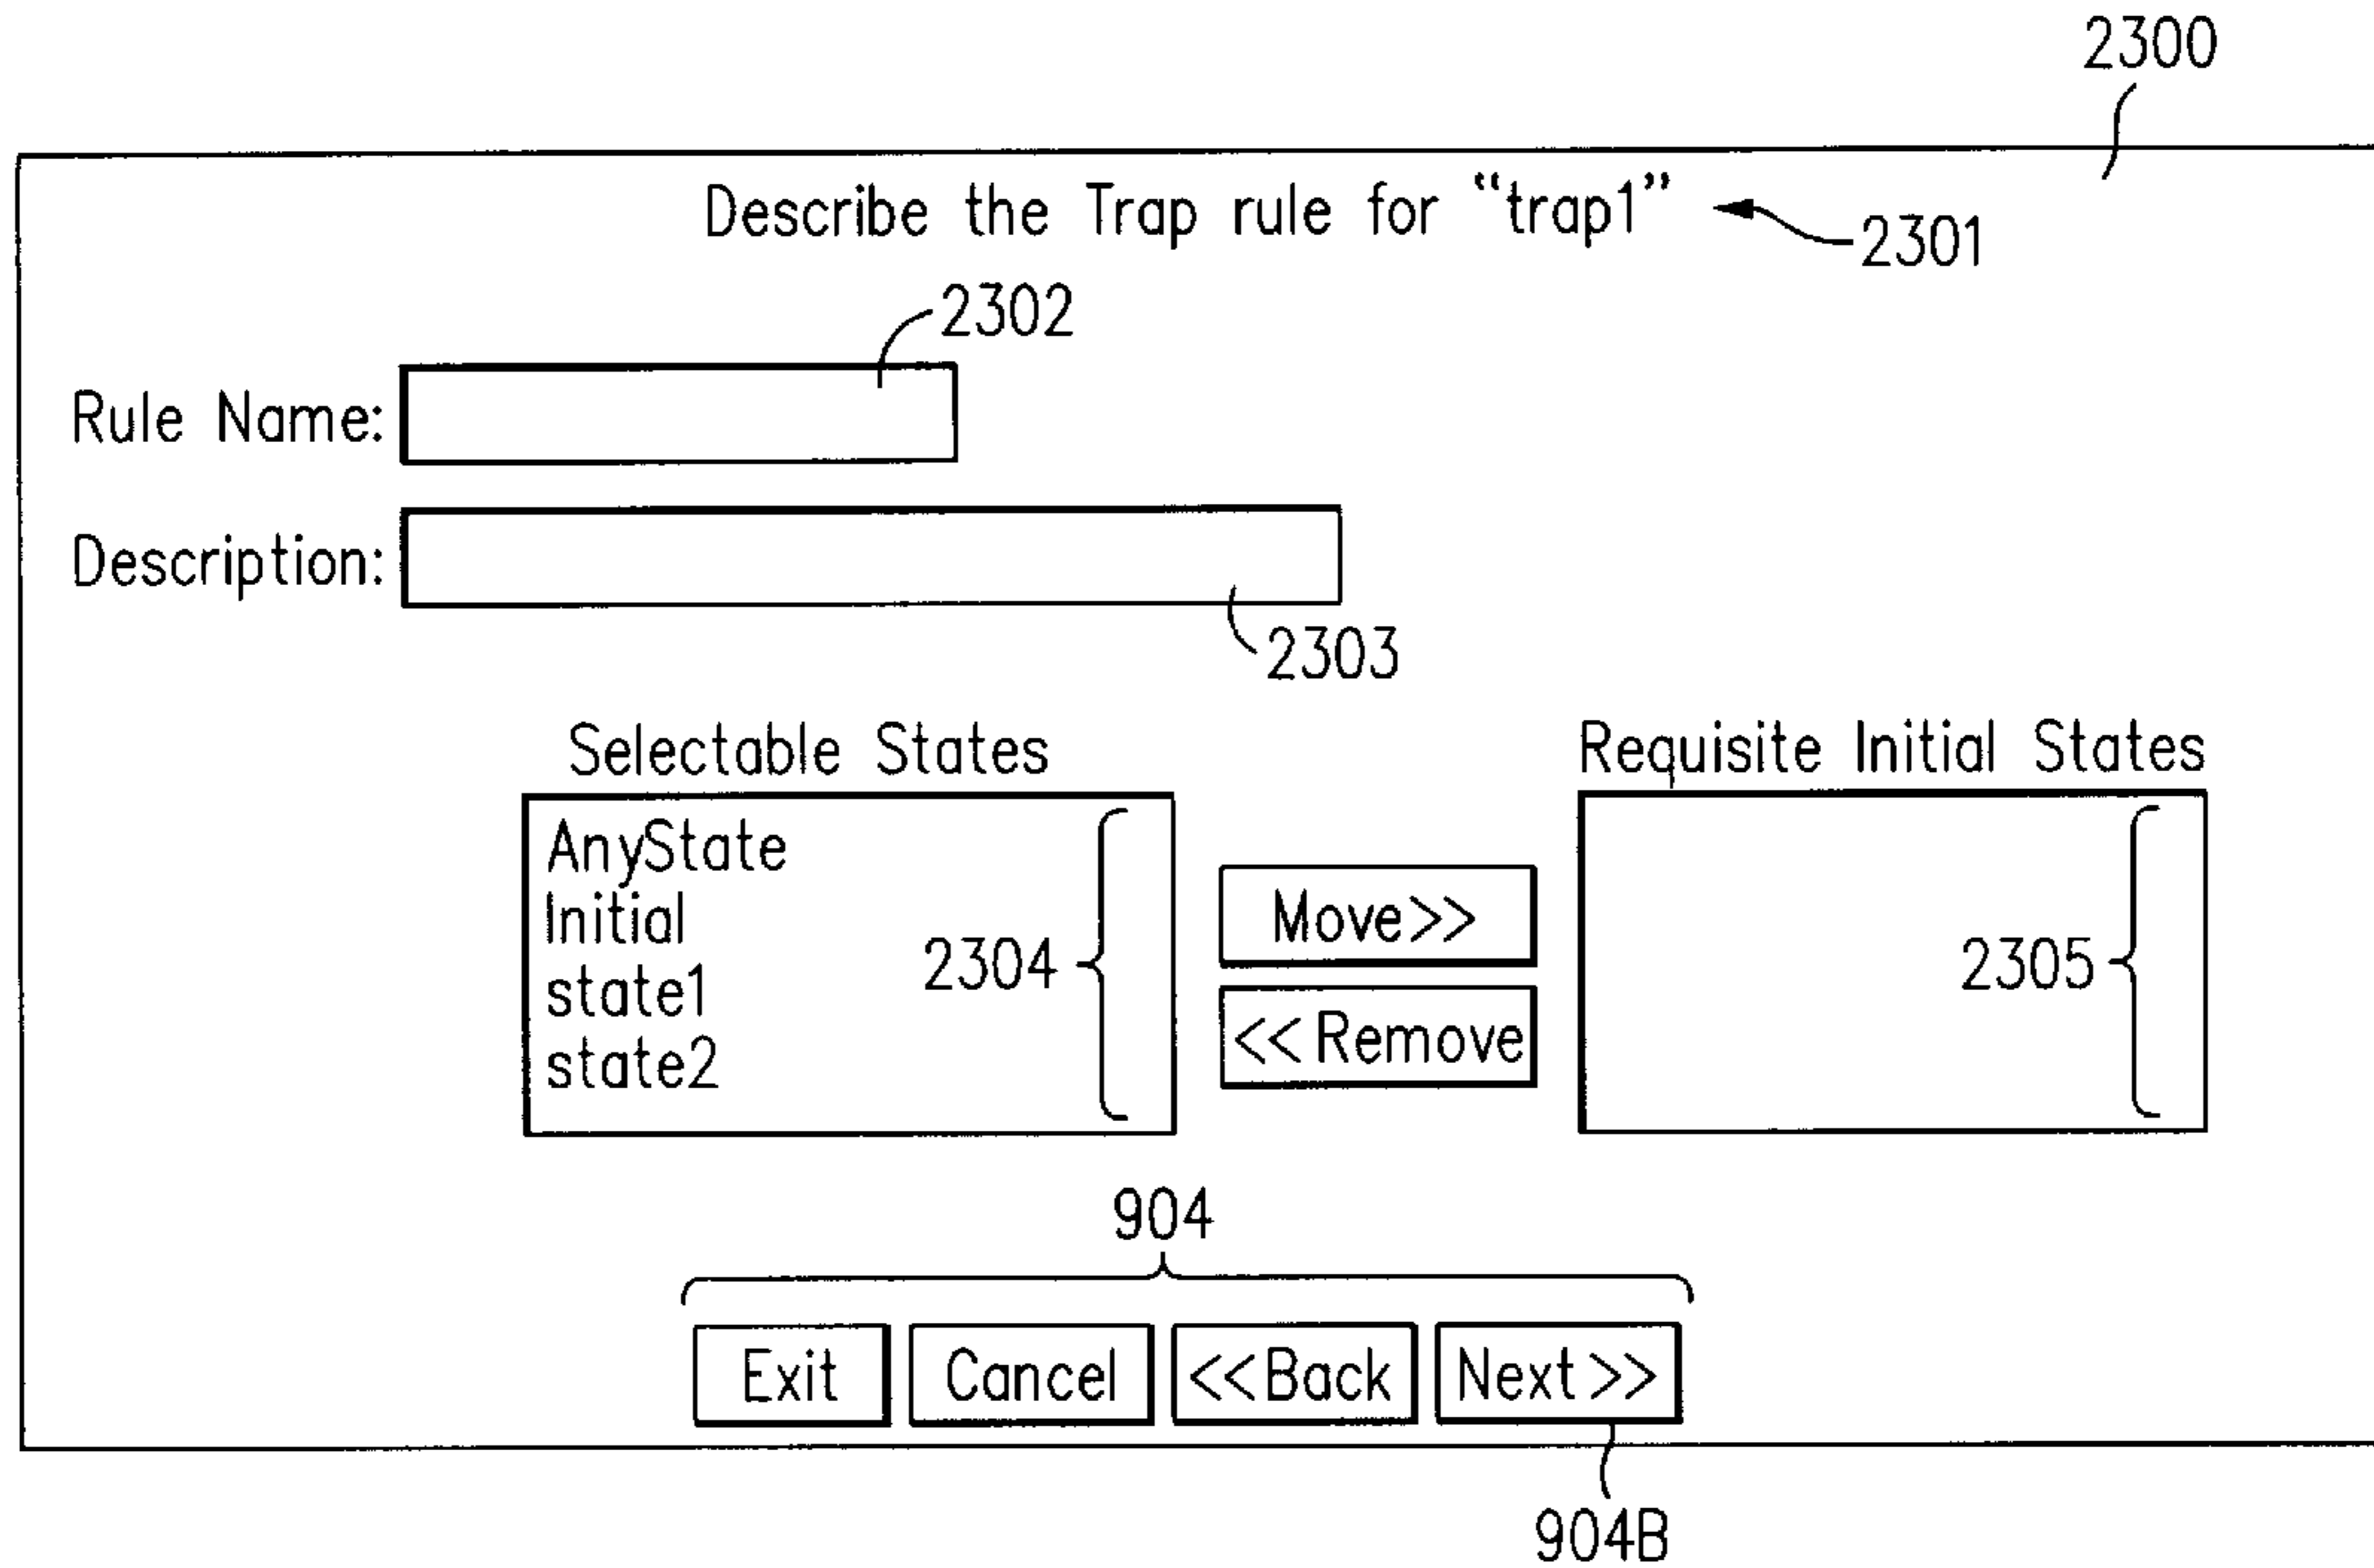 2300
Describe the Trap rule for “trap1”
2301
2302
Rule Name:
Description:
2303
Selectable States
Requisite Initial States
AnyState
Initial
state1
state2
2304
Move>>
<<Remove
2305
904
Exit
Cancel
<<Back
Next>>
904B